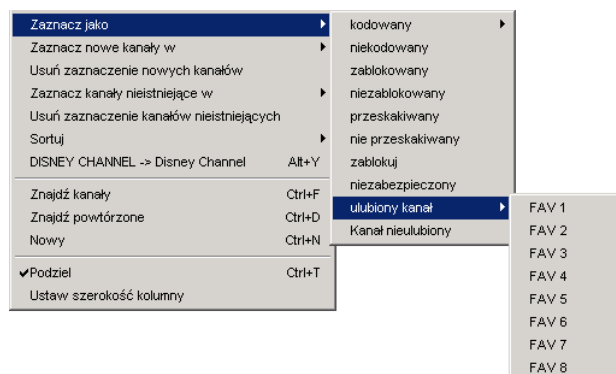 Zaznacz jako
Zaznacz nowe kanały w
Usuń zaznaczenie nowych kanałów
Zaznacz kanały nieistniejące w
Usuń zaznaczenie kanałów nieistniejących
Sortuj
DISNEY CHANNEL -> Disney Channel Alt+Y
Znajdź kanały Ctrl+F
Znajdź powtórzone Ctrl+D
Nowy Ctrl+N
Podziel Ctrl+T
Ustaw szerokość kolumny
kodowany
niekodowany
zablokowany
niezablokowany
przeskakiwany
nie przeskakiwany
zablokuj
niezabezpieczony
ulubiony kanał
Kanał nieulubiony
FAV 1
FAV 2
FAV 3
FAV 4
FAV 5
FAV 6
FAV 7
FAV 8